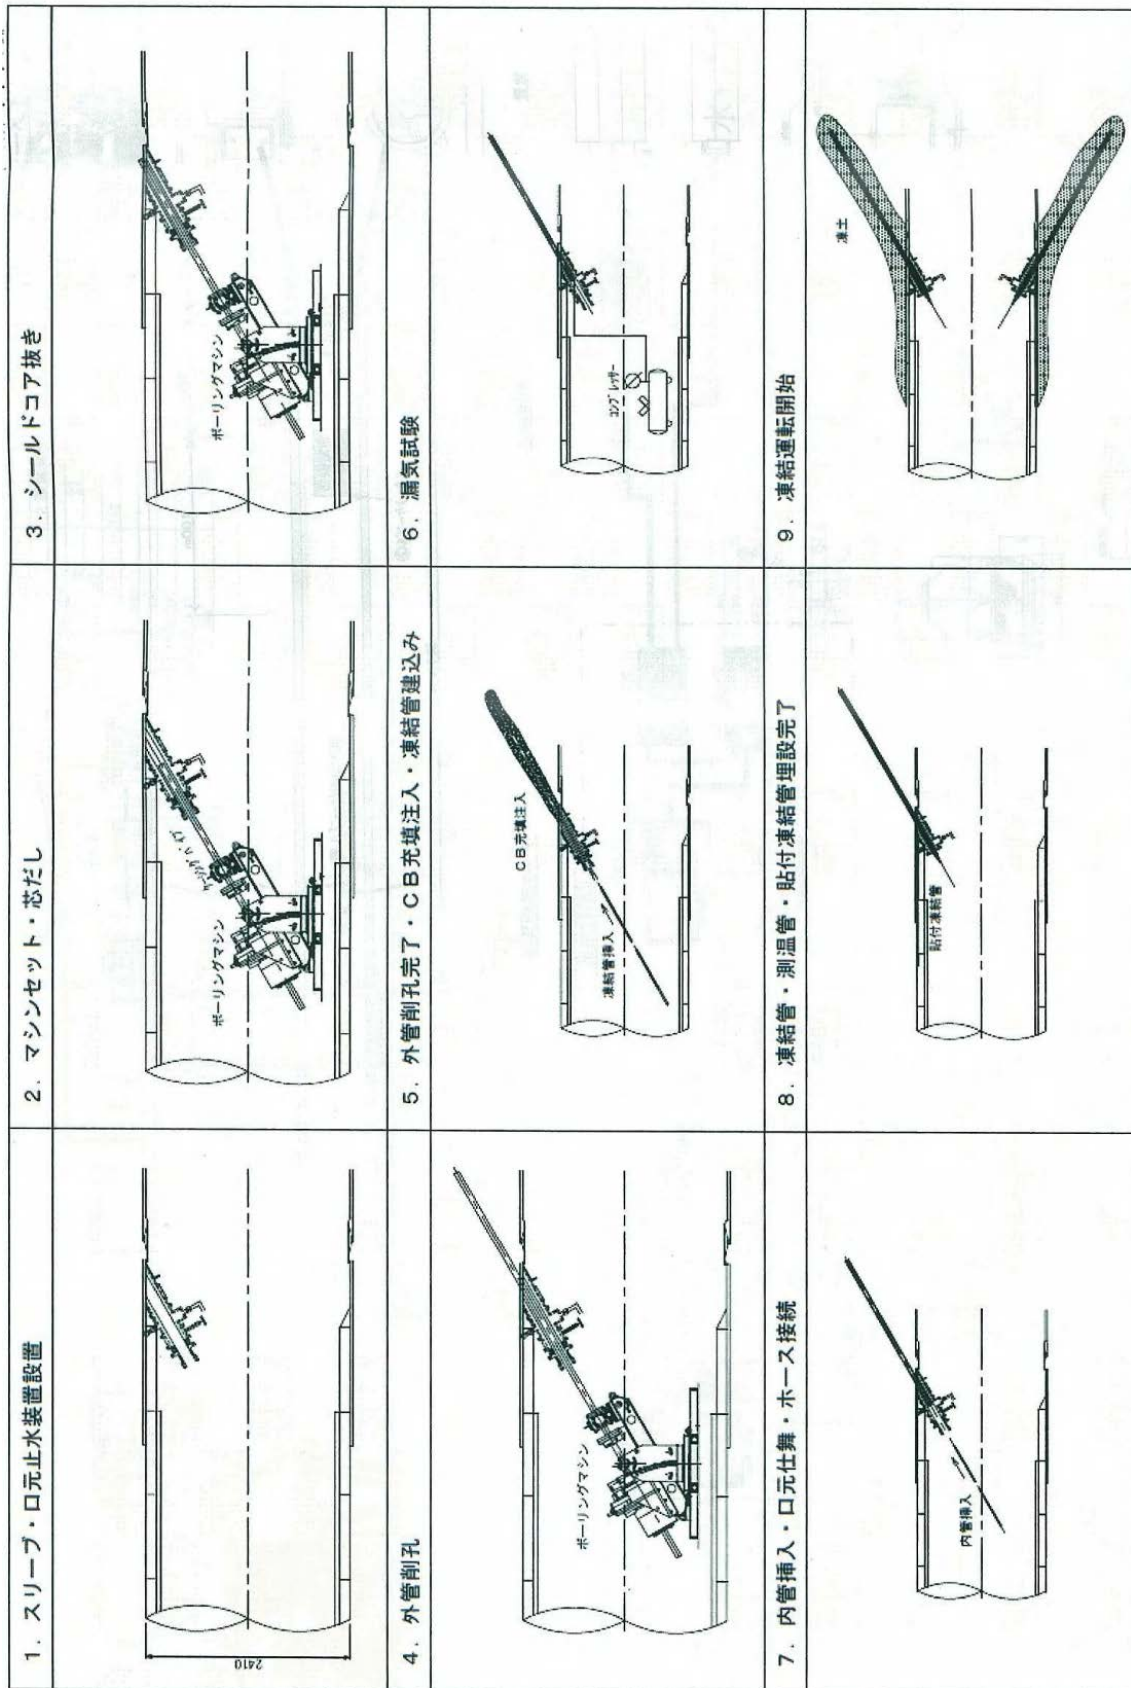 1. スリーブ・口元止水装置設置
2410
2. マシンセット・芯だし
ボーリングマシン
ケーシングパイプ
3. シールドコア抜き
ボーリングマシン
4. 外管削孔
ボーリングマシン
5. 外管削孔完了・CB充填注入・凍結管建込み
CB充填注入
凍結管挿入
6. 漏気試験
コンプレッサー
7. 内管挿入・口元仕舞・ホース接続
内管挿入
8. 凍結管・測温管・貼付凍結管埋設完了
貼付凍結管
9. 凍結運転開始
凍土